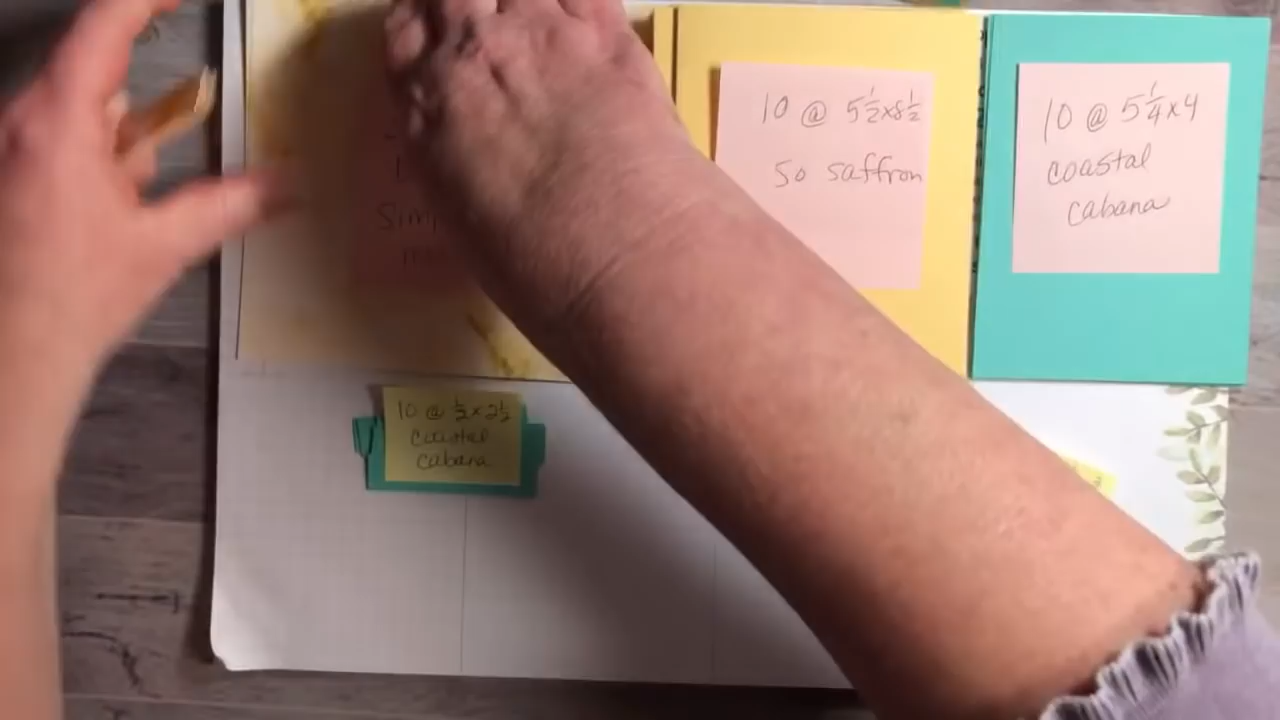 10 @ 5½x8½
So saffron
10 @ 5¼x4
coastal
cabana
10 @ ½x2½
coastal
cabana